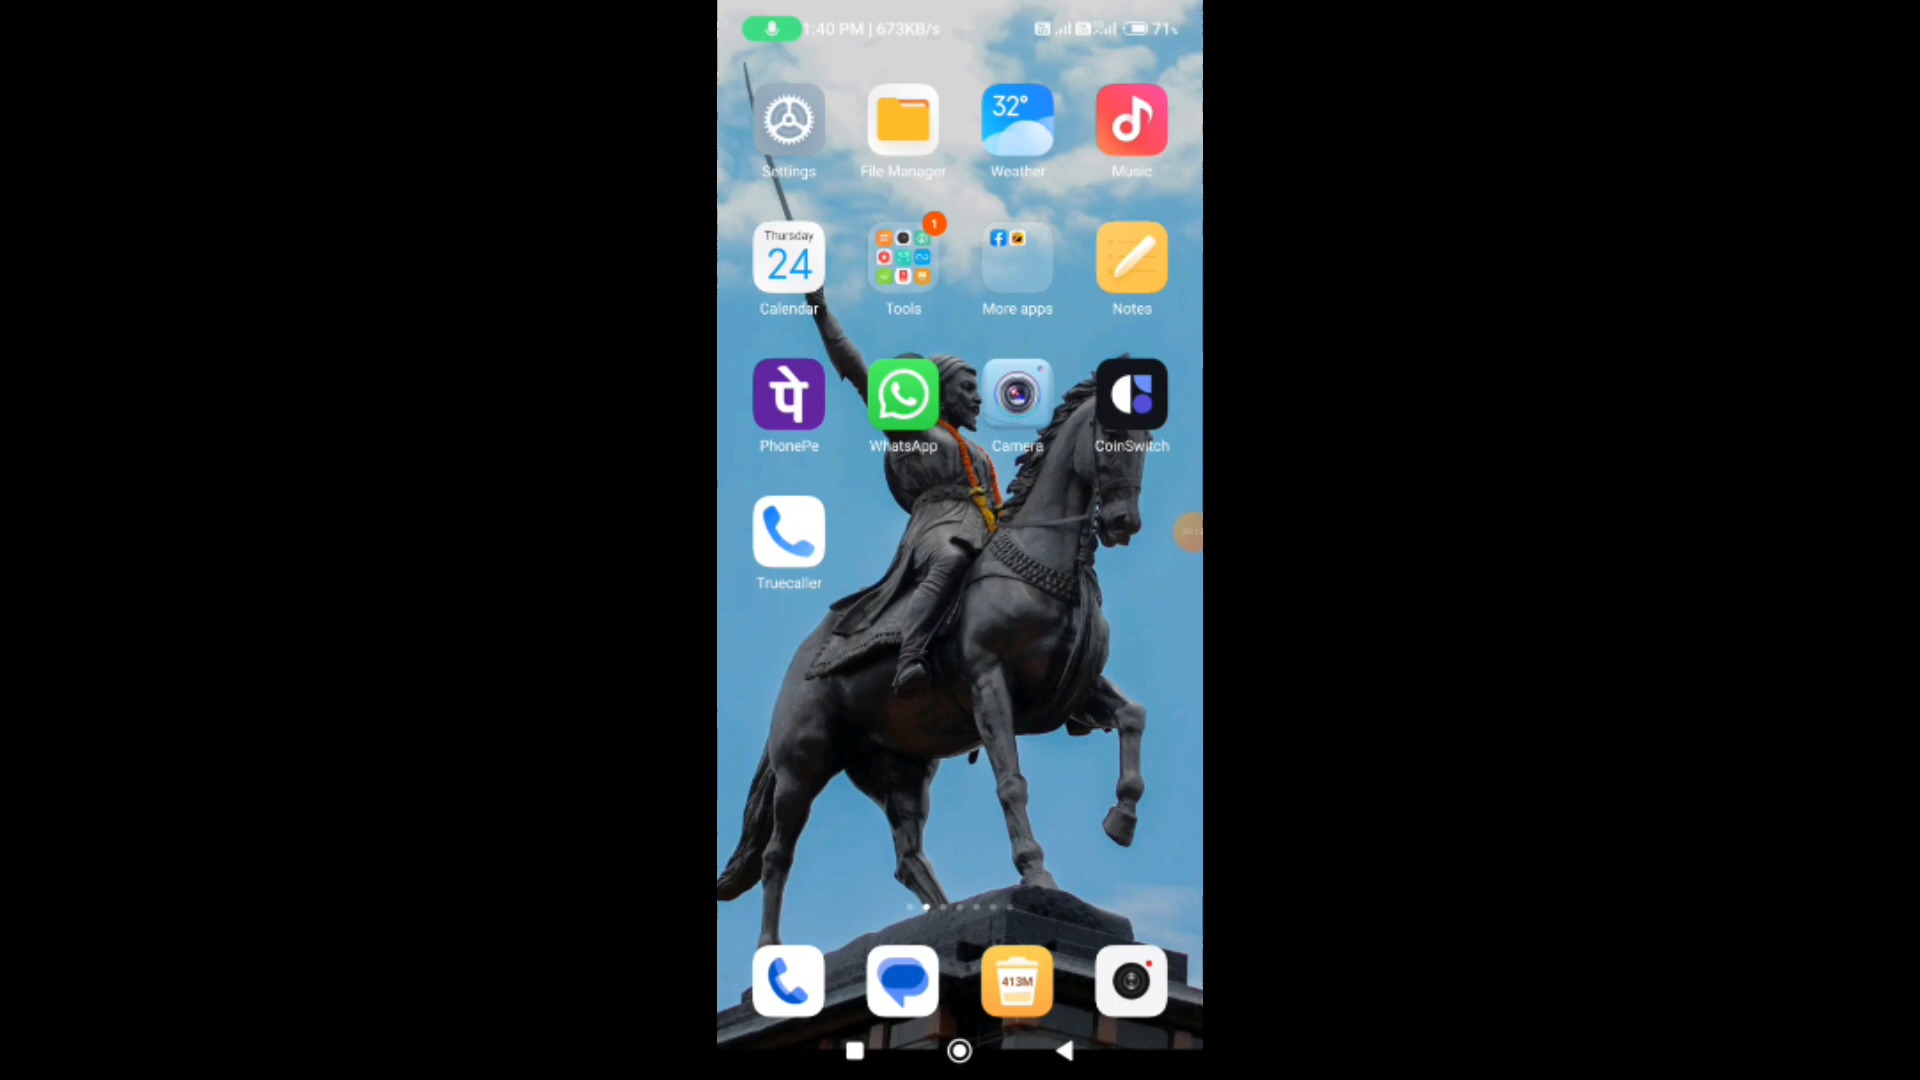 1:40 PM | 673KB/s 71%
32°
Settings File Manager Weather Music
Thursday
24
1
Calendar Tools More apps Notes
पे
PhonePe WhatsApp Camera CoinSwitch
Truecaller
413M